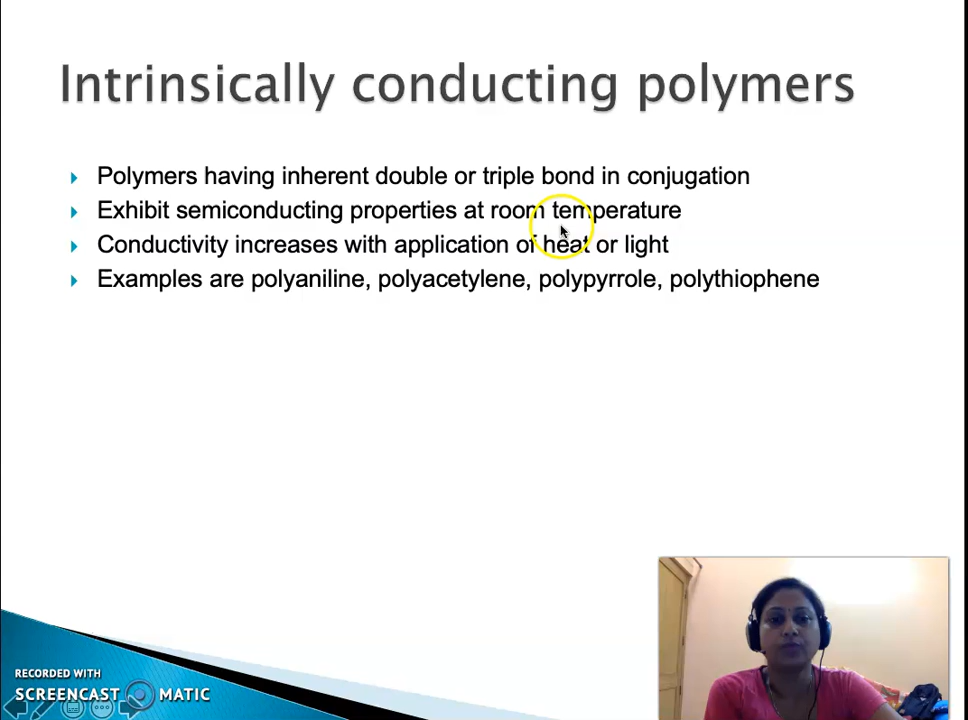 Intrinsically conducting polymers
Polymers having inherent double or triple bond in conjugation
Exhibit semiconducting properties at room temperature
Conductivity increases with application of heat or light
Examples are polyaniline, polyacetylene, polypyrrole, polythiophene
RECORDED WITH
SCREENCAST MATIC